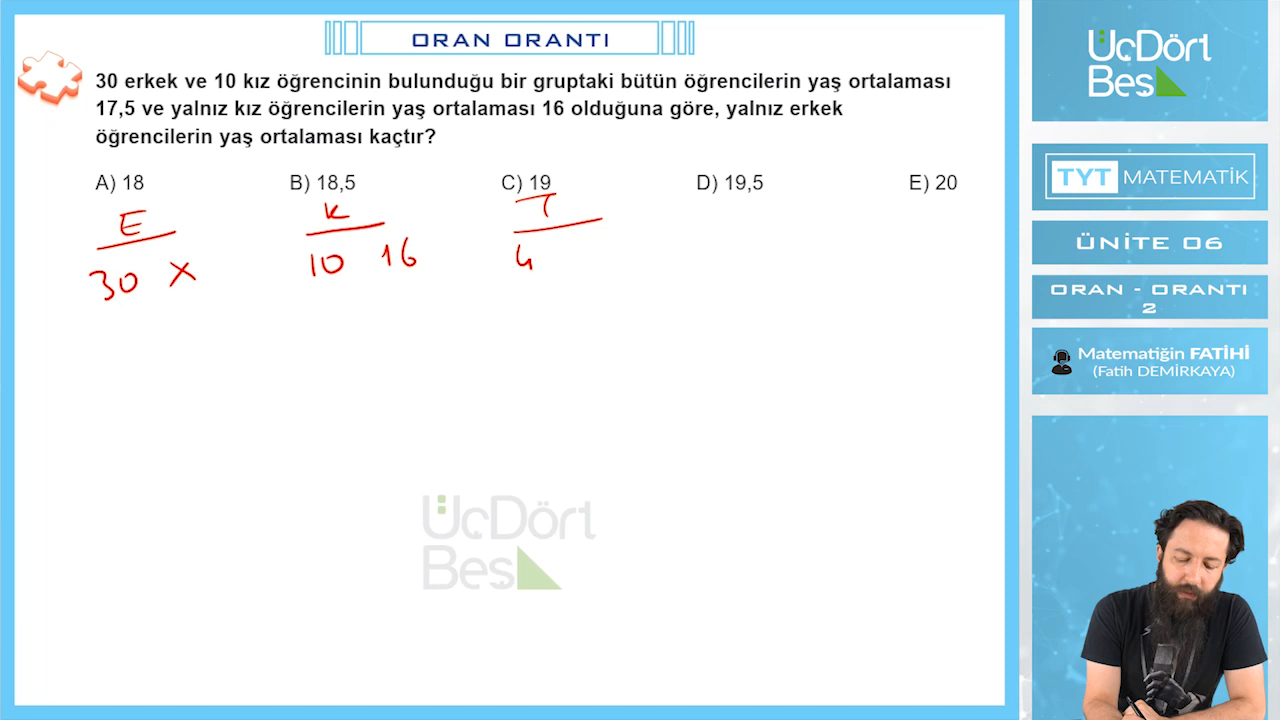 ORAN ORANTI
30 erkek ve 10 kız öğrencinin bulunduğu bir gruptaki bütün öğrencilerin yaş ortalaması
17,5 ve yalnız kız öğrencilerin yaş ortalaması 16 olduğuna göre, yalnız erkek
öğrencilerin yaş ortalaması kaçtır?
A) 18 B) 18,5 C) 19 D) 19,5 E) 20
E K T
30 X 10 16 4
ÜçDört
Beş
ÜçDört
Beş
TYT MATEMATİK
ÜNİTE 06
ORAN - ORANTI
2
Matematiğin FATİHİ
(Fatih DEMİRKAYA)